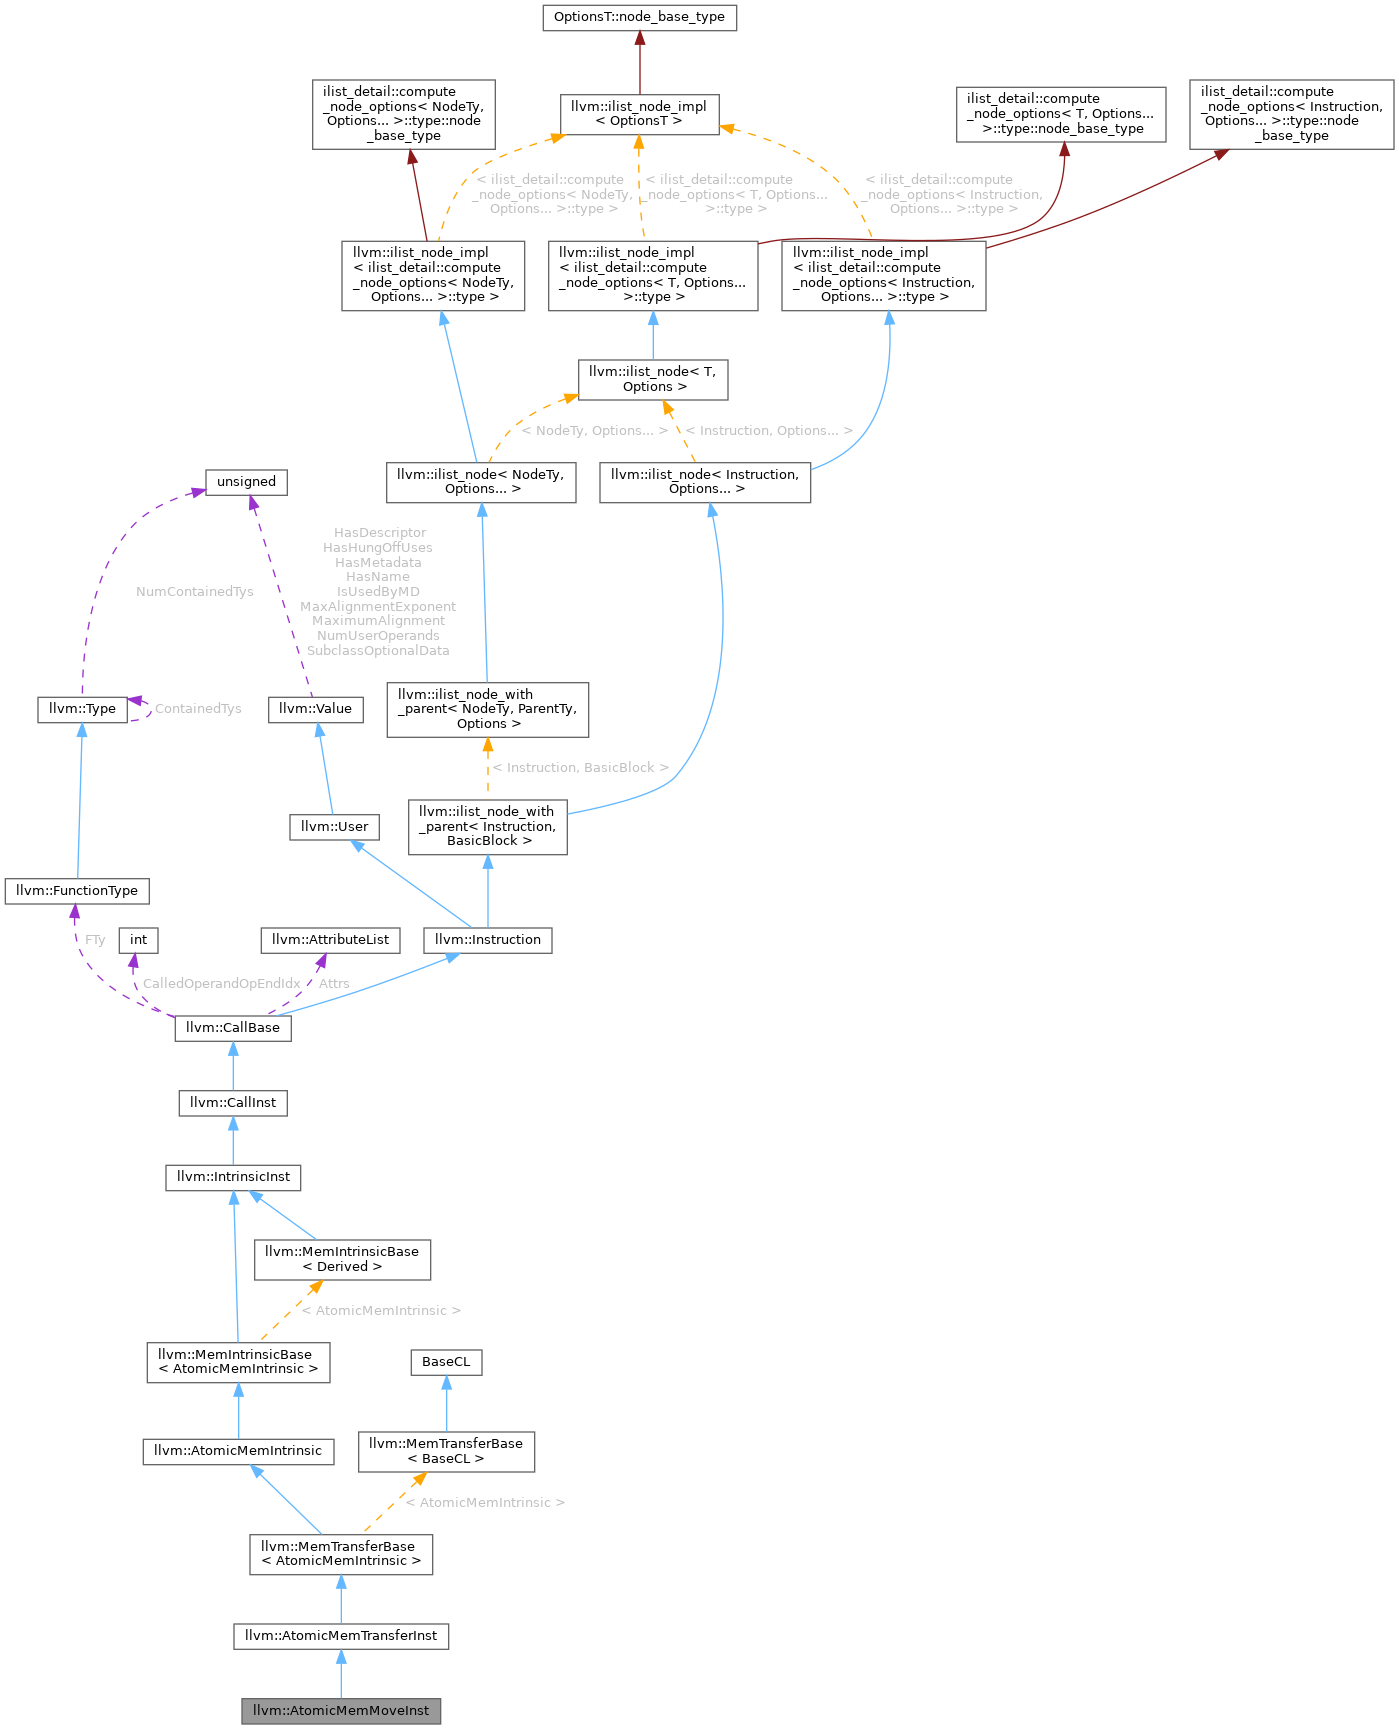 OptionsT::node_base_type
ilist_detail::compute
_node_options< NodeTy,
Options... >::type::node
_base_type
llvm::ilist_node_impl
< OptionsT >
ilist_detail::compute
_node_options< T, Options...
>::type::node_base_type
ilist_detail::compute
_node_options< Instruction,
Options... >::type::node
_base_type
< ilist_detail::compute
_node_options< NodeTy,
Options... >::type >
< ilist_detail::compute
_node_options< T, Options...
>::type >
< ilist_detail::compute
_node_options< Instruction,
Options... >::type >
llvm::ilist_node_impl
< ilist_detail::compute
_node_options< NodeTy,
Options... >::type >
llvm::ilist_node_impl
< ilist_detail::compute
_node_options< T, Options...
>::type >
llvm::ilist_node_impl
< ilist_detail::compute
_node_options< Instruction,
Options... >::type >
llvm::ilist_node< T,
Options >
< NodeTy, Options... >
< Instruction, Options... >
unsigned
llvm::ilist_node< NodeTy,
Options... >
llvm::ilist_node< Instruction,
Options... >
NumContainedTys
HasDescriptor
HasHungOffUses
HasMetadata
HasName
IsUsedByMD
MaxAlignmentExponent
MaximumAlignment
NumUserOperands
SubclassOptionalData
llvm::Type
ContainedTys
llvm::Value
llvm::ilist_node_with
_parent< NodeTy, ParentTy,
Options >
< Instruction, BasicBlock >
llvm::User
llvm::ilist_node_with
_parent< Instruction,
BasicBlock >
llvm::FunctionType
FTy
int
llvm::AttributeList
llvm::Instruction
CalledOperandOpEndIdx
Attrs
llvm::CallBase
llvm::CallInst
llvm::IntrinsicInst
llvm::MemIntrinsicBase
< Derived >
< AtomicMemIntrinsic >
llvm::MemIntrinsicBase
< AtomicMemIntrinsic >
BaseCL
llvm::AtomicMemIntrinsic
llvm::MemTransferBase
< BaseCL >
< AtomicMemIntrinsic >
llvm::MemTransferBase
< AtomicMemIntrinsic >
llvm::AtomicMemTransferInst
llvm::AtomicMemMoveInst